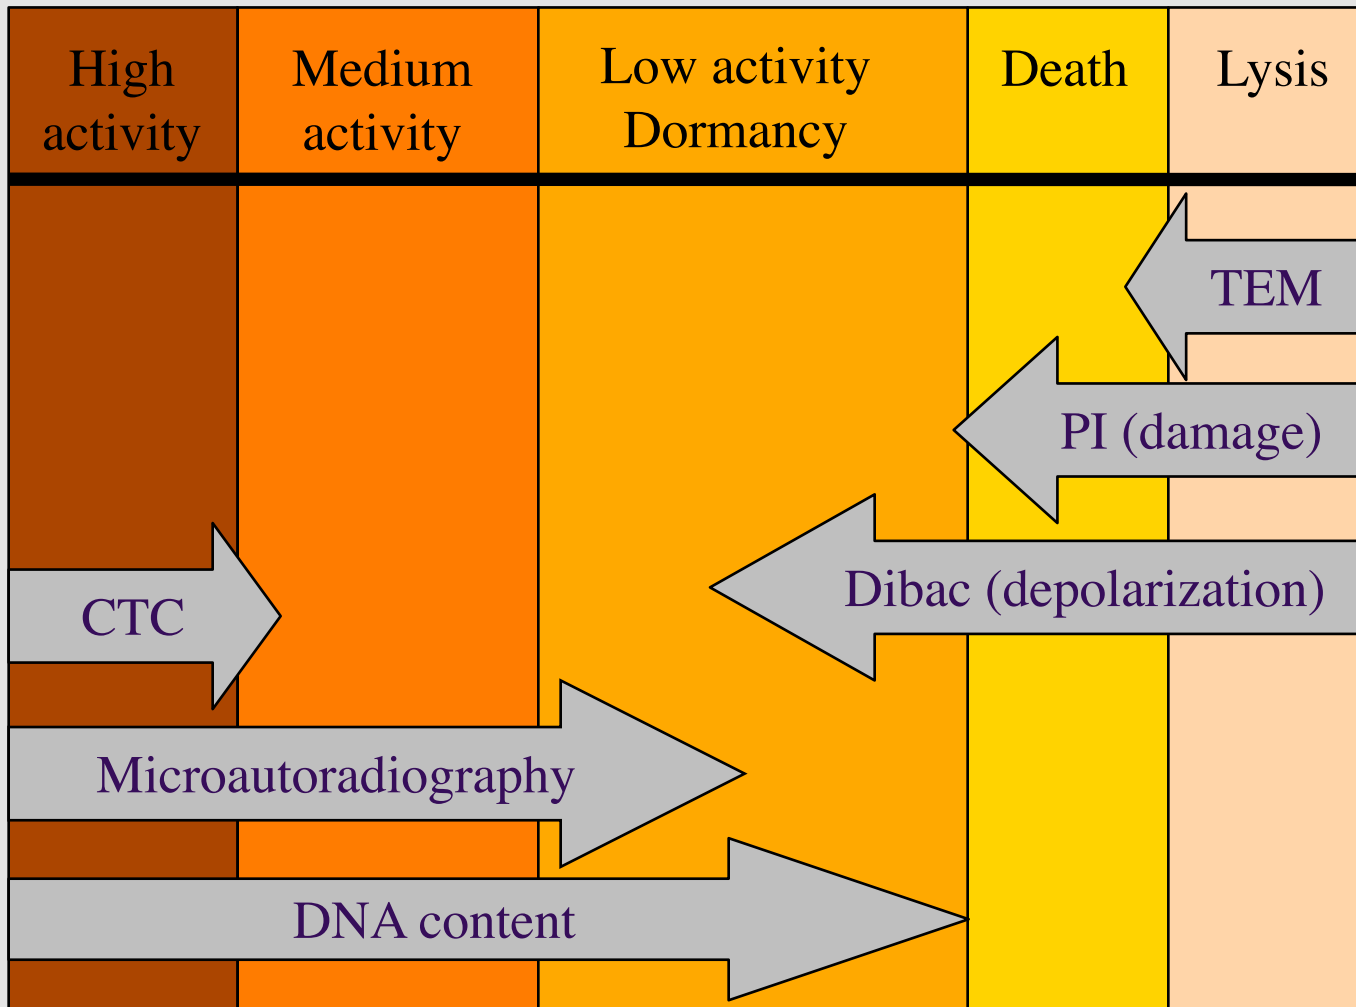 High
activity
Medium
activity
Low activity
Dormancy
Death
Lysis
TEM
PI (damage)
Dibac (depolarization)
CTC
Microautoradiography
DNA content